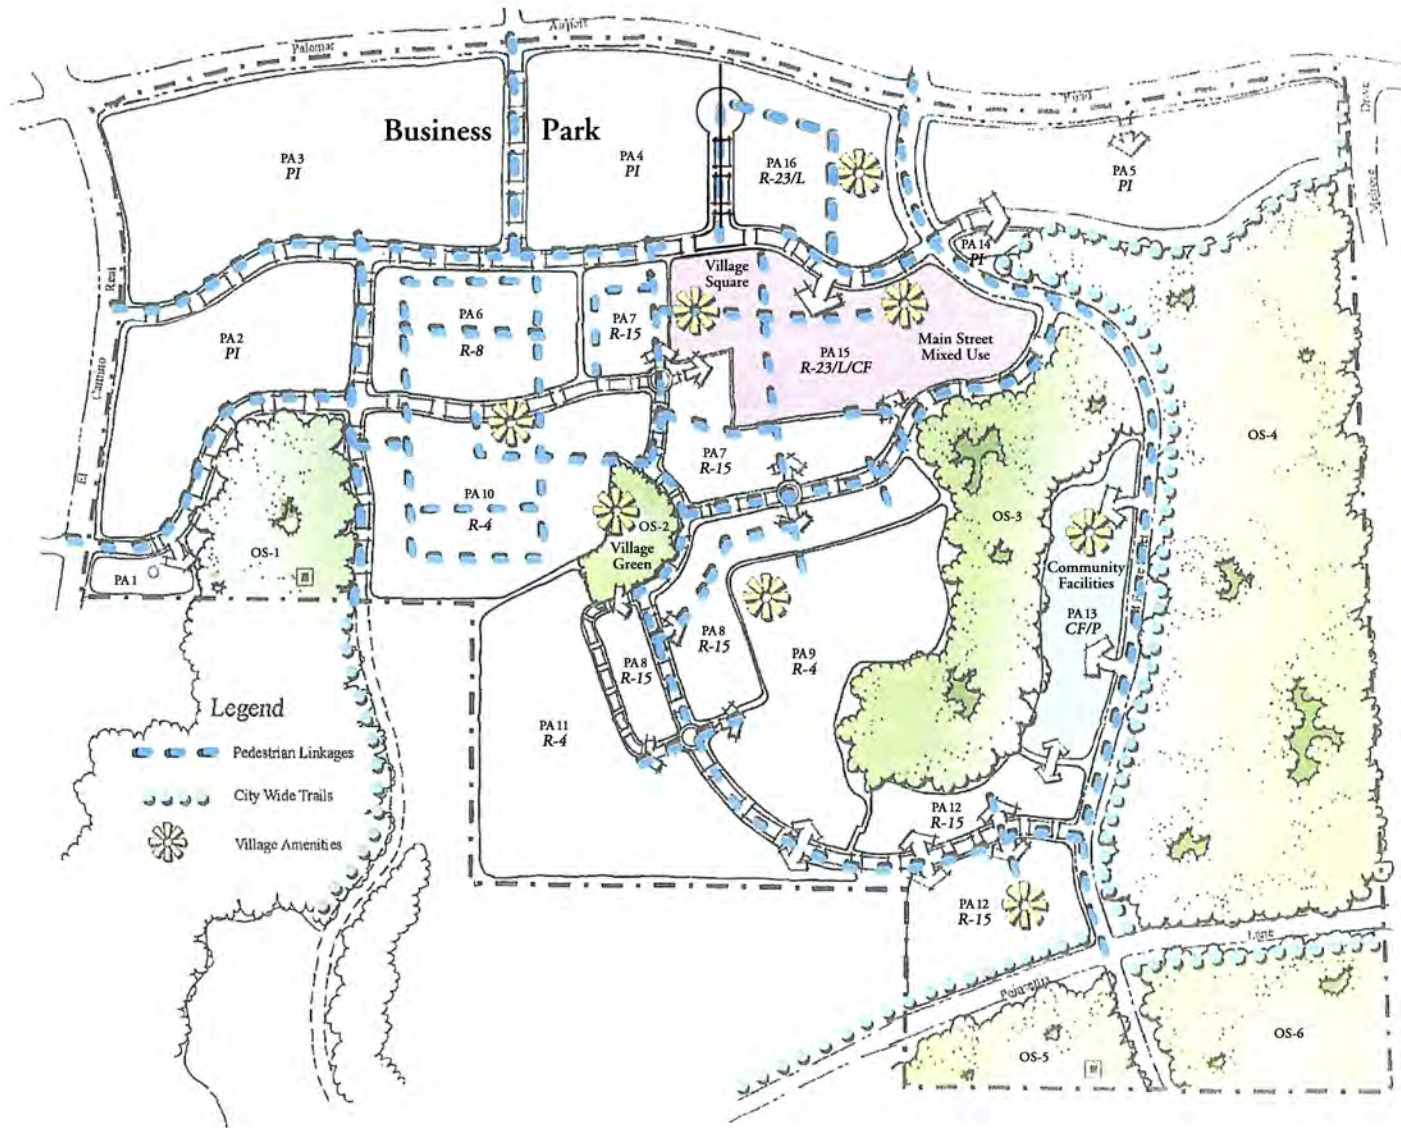 Palomar
Airport
Road
Business Park
PA 3
PI
PA 4
PI
PA 16
R-23/L
PA 5
PI
Drive
Melrose
PA 14
PI
Village
Square
Real
PA 6
R-8
PA 7
R-15
PA 2
PI
Main Street
Mixed Use
PA 15
R-23/L/CF
Camino
El
OS-4
PA 7
R-15
PA 10
R-4
OS-2
Village
Green
OS-3
OS-1
PA 1
Community
Facilities
PA 13
CF/P
PA 8
R-15
PA 8
R-15
PA 9
R-4
PA 11
R-4
Legend
Pedestrian Linkages
City Wide Trails
Village Amenities
PA 12
R-15
PA 12
R-15
Poinsettia
Lane
OS-5
OS-6